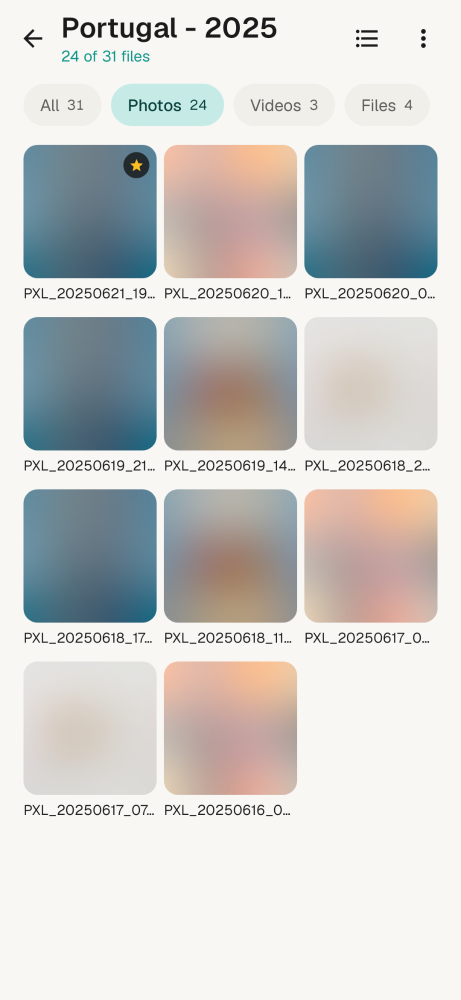 Portugal - 2025
24 of 31 files
All 31
Photos 24
Videos 3
Files 4
PXL_20250621_19...
PXL_20250620_1...
PXL_20250620_0...
PXL_20250619_21...
PXL_20250619_14...
PXL_20250618_2...
PXL_20250618_17...
PXL_20250618_11...
PXL_20250617_0...
PXL_20250617_07...
PXL_20250616_0...